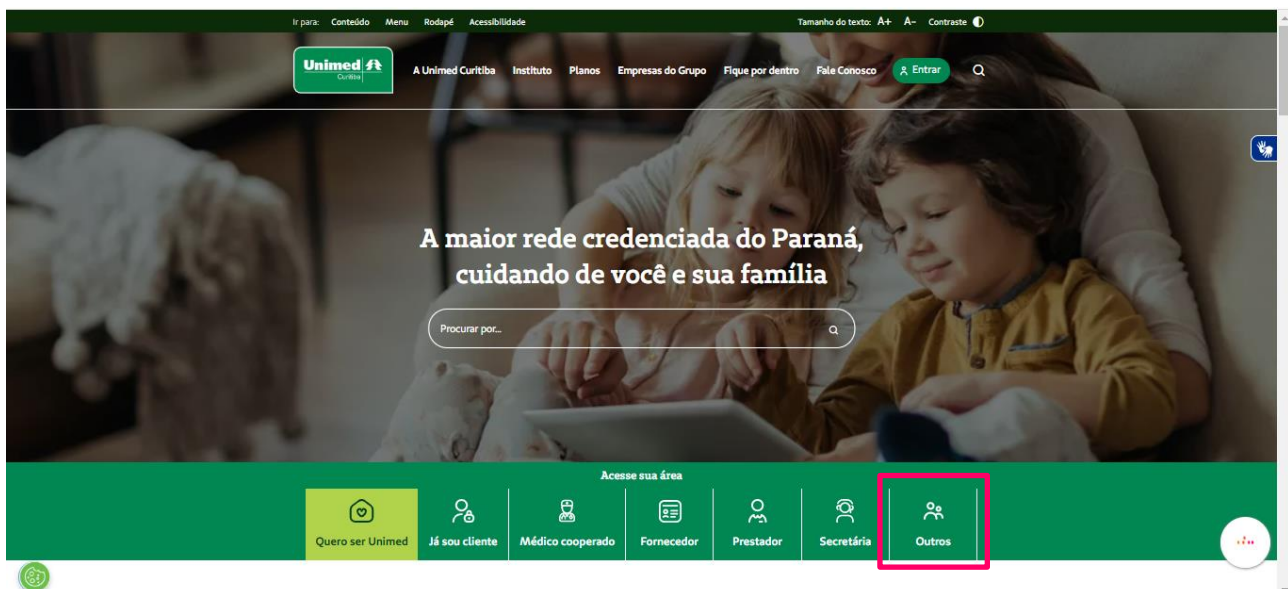 Ir para: Conteúdo Menu Rodapé Acessibilidade Tamanho do texto: A+ A- Contraste
Unimed
Curitiba
A Unimed Curitiba Instituto Planos Empresas do Grupo Fique por dentro Fale Conosco Entrar
A maior rede credenciada do Paraná,
cuidando de você e sua família
Procurar por...
Acesse sua área
Quero ser Unimed Já sou cliente Médico cooperado Fornecedor Prestador Secretária Outros